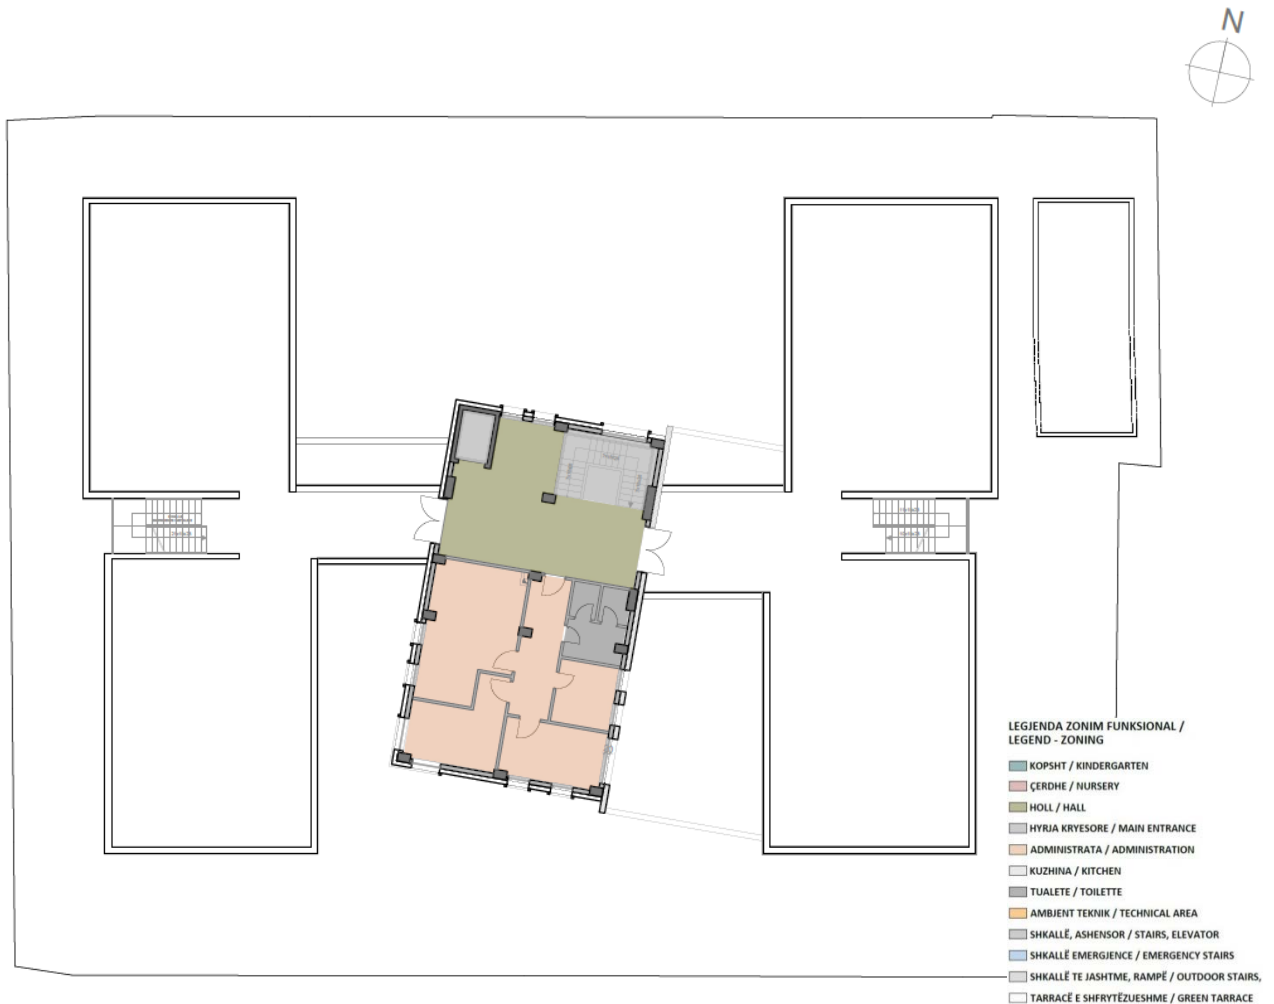 N
LEGJENDA ZONIM FUNKSIONAL /
LEGEND - ZONING
KOPSHT / KINDERGARTEN
ÇERDHE / NURSERY
HOLL / HALL
HYRJA KRYESORE / MAIN ENTRANCE
ADMINISTRATA / ADMINISTRATION
KUZHINA / KITCHEN
TUALETE / TOILETTE
AMBJENT TEKNIK / TECHNICAL AREA
SHKALLË, ASHENSOR / STAIRS, ELEVATOR
SHKALLË EMERGJENCE / EMERGENCY STAIRS
SHKALLË TE JASHTME, RAMPË / OUTDOOR STAIRS,
TARRACË E SHFRYTËZUESHME / GREEN TARRACE